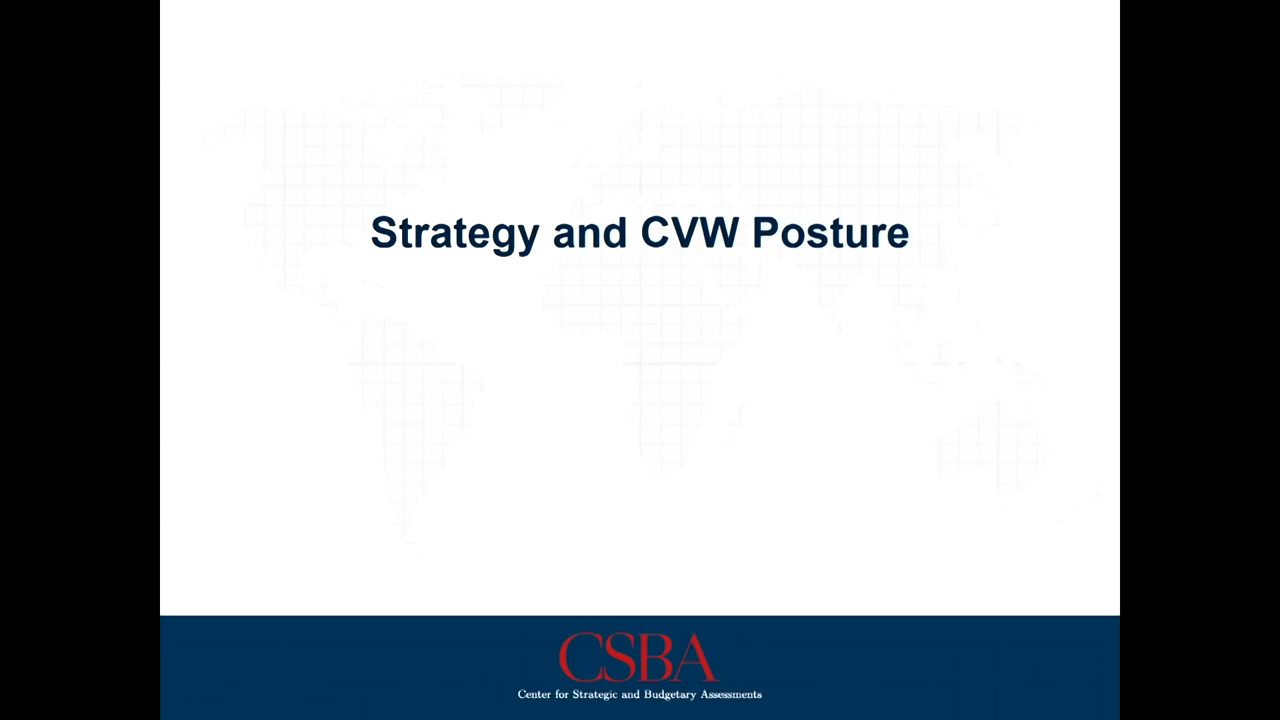 Strategy and CVW Posture
CSBA
Center for Strategic and Budgetary Assessments